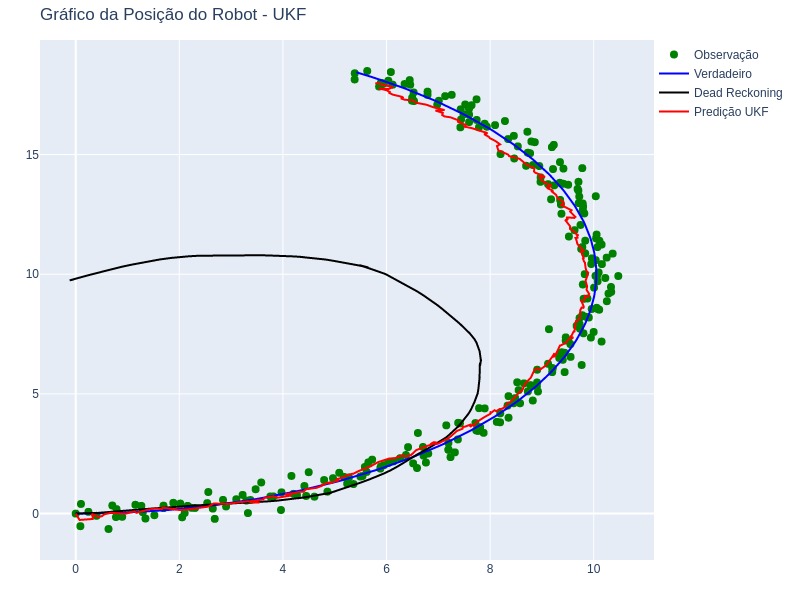 Gráfico da Posição do Robot - UKF
Observação
Verdadeiro
Dead Reckoning
Predição UKF
15
10
5
0
0 2 4 6 8 10